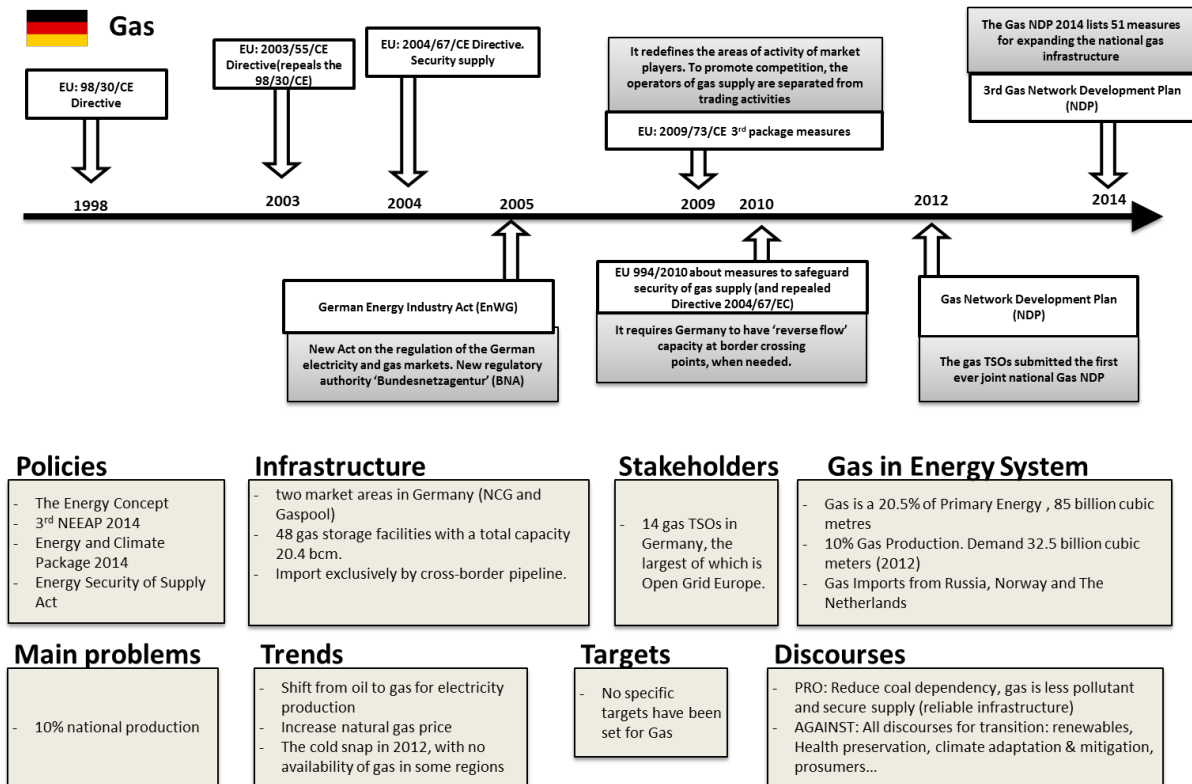 Gas
EU: 98/30/CE
Directive
EU: 2003/55/CE
Directive(repeals the
98/30/CE)
EU: 2004/67/CE Directive.
Security supply
It redefines the areas of activity of market
players. To promote competition, the
operators of gas supply are separated from
trading activities
EU: 2009/73/CE 3rd package measures
The Gas NDP 2014 lists 51 measures
for expanding the national gas
infrastructure
3rd Gas Network Development Plan
(NDP)
1998
2003
2004
2005
2009
2010
2012
2014
German Energy Industry Act (EnWG)
New Act on the regulation of the German
electricity and gas markets. New regulatory
authority ‘Bundesnetzagentur’ (BNA)
EU 994/2010 about measures to safeguard
security of gas supply (and repealed
Directive 2004/67/EC)
It requires Germany to have ‘reverse flow’
capacity at border crossing
points, when needed.
Gas Network Development Plan
(NDP)
The gas TSOs submitted the first
ever joint national Gas NDP
Policies
- The Energy Concept
- 3rd NEEAP 2014
- Energy and Climate
Package 2014
- Energy Security of Supply
Act
Infrastructure
- two market areas in Germany (NCG and
Gaspool)
- 48 gas storage facilities with a total capacity
20.4 bcm.
- Import exclusively by cross-border pipeline.
Stakeholders
- 14 gas TSOs in
Germany, the
largest of which is
Open Grid Europe.
Gas in Energy System
- Gas is a 20.5% of Primary Energy , 85 billion cubic
metres
- 10% Gas Production. Demand 32.5 billion cubic
meters (2012)
- Gas Imports from Russia, Norway and The
Netherlands
Main problems
- 10% national production
Trends
- Shift from oil to gas for electricity
production
- Increase natural gas price
- The cold snap in 2012, with no
availability of gas in some regions
Targets
- No specific
targets have been
set for Gas
Discourses
- PRO: Reduce coal dependency, gas is less pollutant
and secure supply (reliable infrastructure)
- AGAINST: All discourses for transition: renewables,
Health preservation, climate adaptation & mitigation,
prosumers…